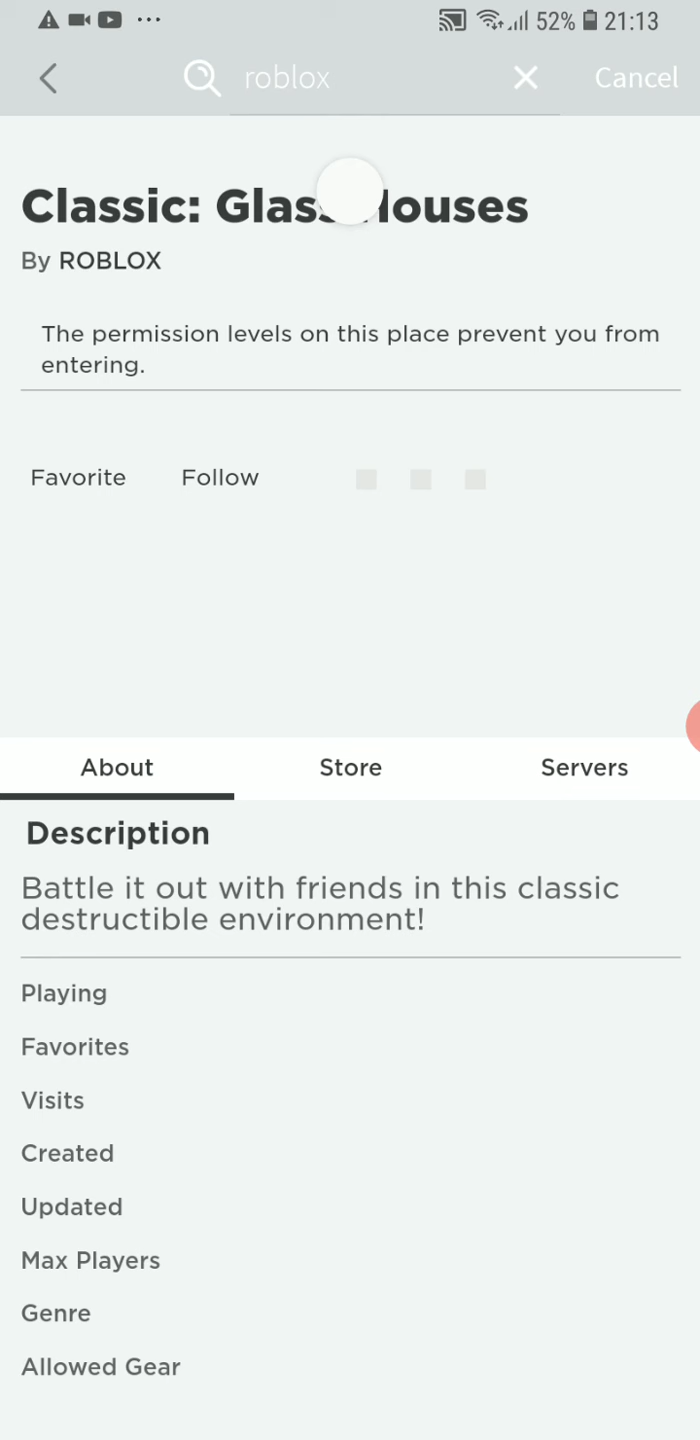 52% 21:13
roblox Cancel
Classic: Glass Houses
By ROBLOX
The permission levels on this place prevent you from
entering.
Favorite Follow
About Store Servers
Description
Battle it out with friends in this classic
destructible environment!
Playing
Favorites
Visits
Created
Updated
Max Players
Genre
Allowed Gear